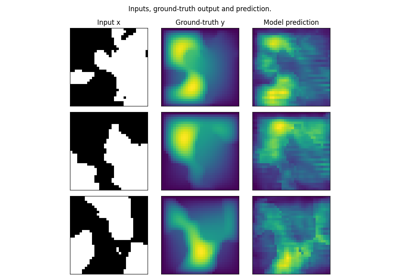 Inputs, ground-truth output and prediction.
Input x
Ground-truth y
Model prediction